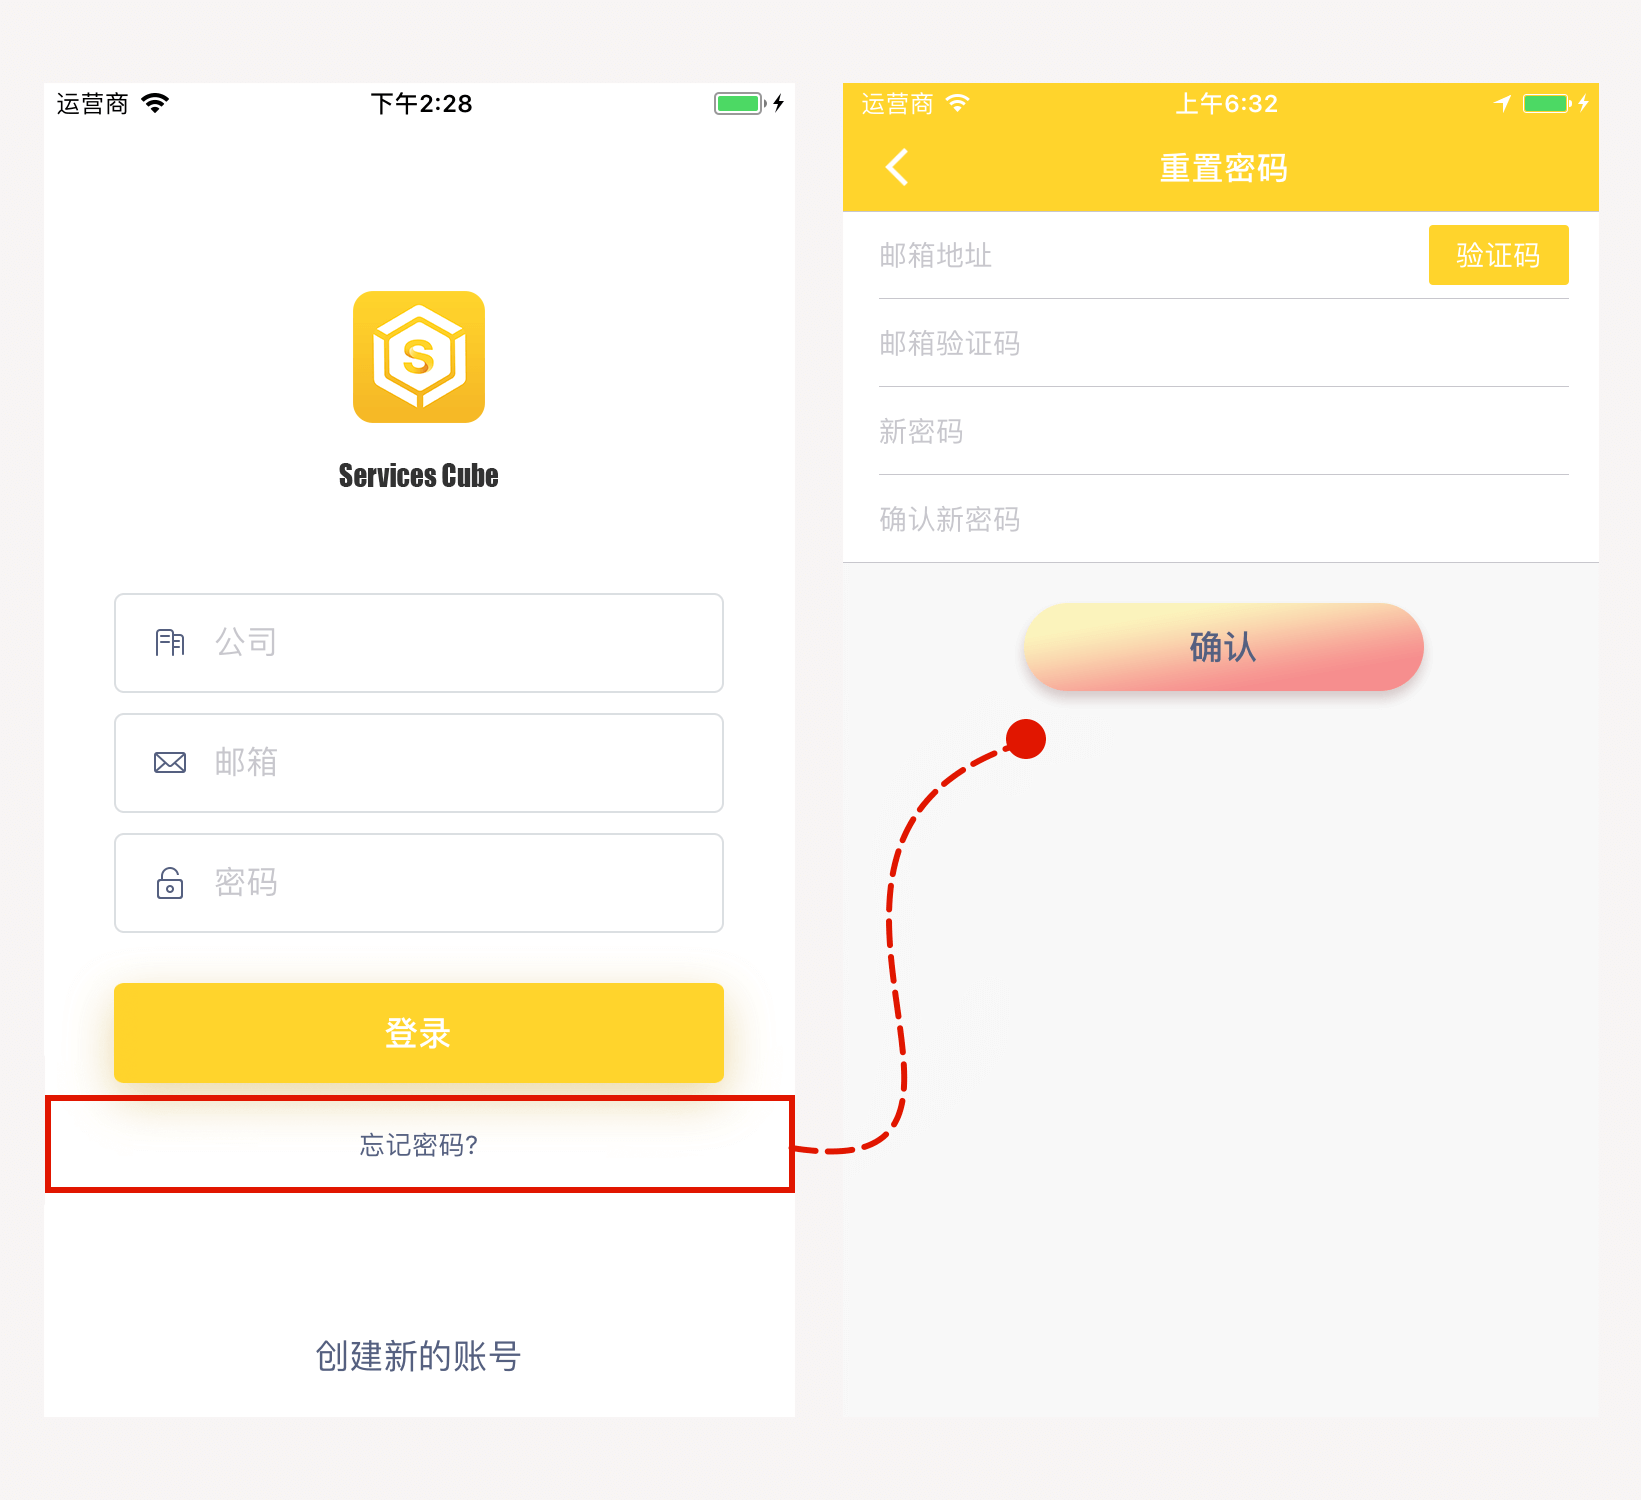 运营商
下午2:28
S
Services Cube
公司
邮箱
密码
登录
忘记密码?
创建新的账号
运营商
上午6:32
重置密码
邮箱地址
验证码
邮箱验证码
新密码
确认新密码
确认